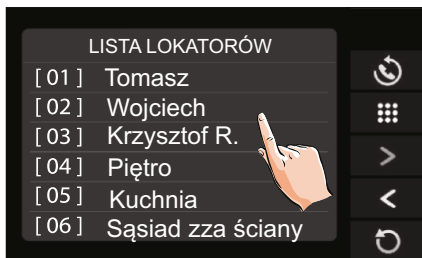 LISTA LOKATORÓW
[ 01 ] Tomasz
[ 02 ] Wojciech
[ 03 ] Krzysztof R.
[ 04 ] Piętro
[ 05 ] Kuchnia
[ 06 ] Sąsiad zza ściany